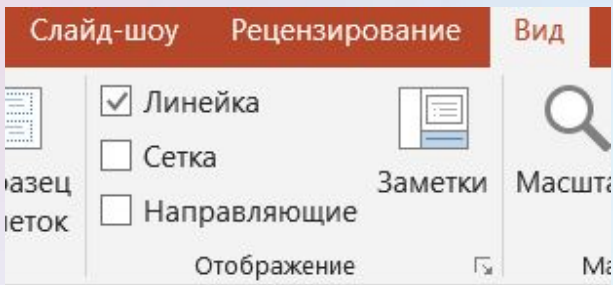 Слайд-шоу Рецензирование Вид
Линейка
Сетка
Направляющие
Заметки
Отображение